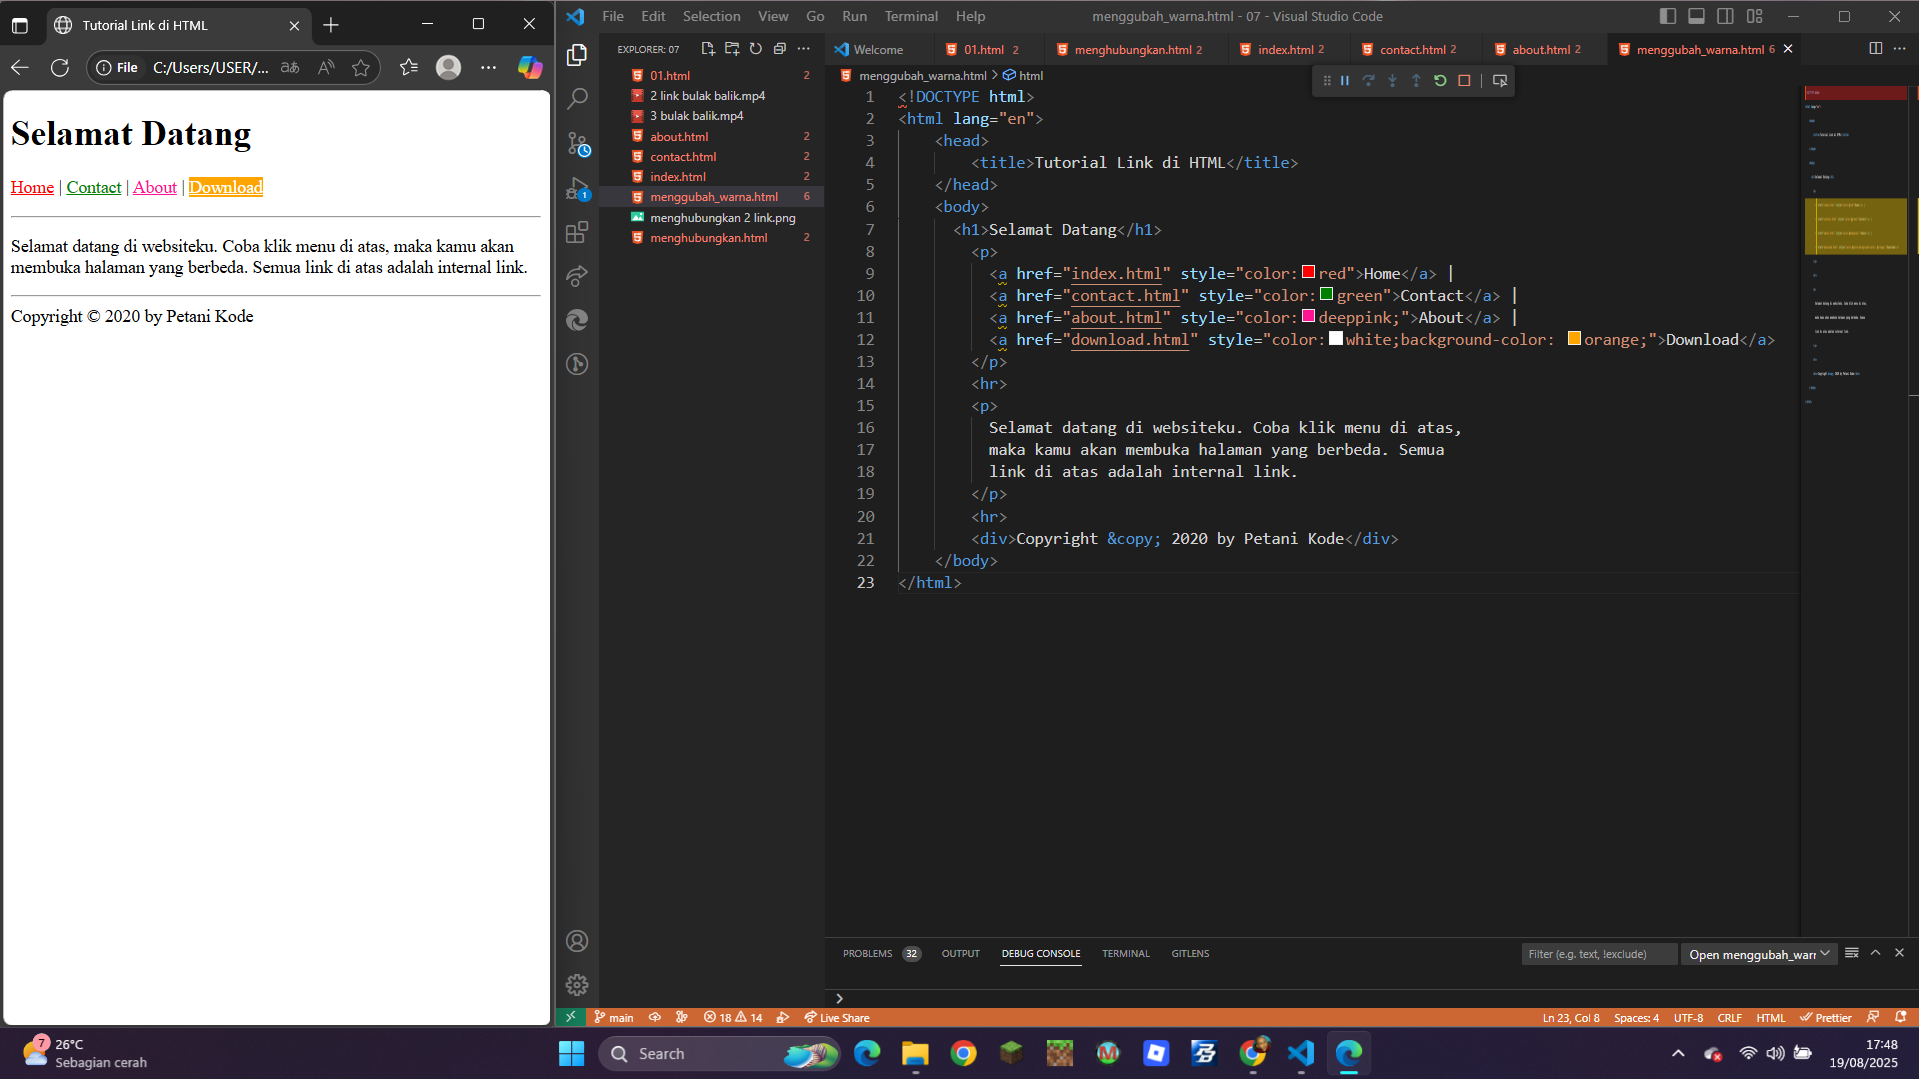 Tutorial Link di HTML
File C:/Users/USER/...
Selamat Datang
Home | Contact | About | Download
Selamat datang di websiteku. Coba klik menu di atas, maka kamu akan
membuka halaman yang berbeda. Semua link di atas adalah internal link.
Copyright © 2020 by Petani Kode
File Edit Selection View Go Run Terminal Help
menggubah_warna.html - 07 - Visual Studio Code
EXPLORER: 07
01.html 2
2 link bulak balik.mp4
3 bulak balik.mp4
about.html 2
contact.html 2
index.html 2
menggubah_warna.html 6
menghubungkan 2 link.png
menghubungkan.html 2
1
Welcome 01.html 2 menghubungkan.html 2 index.html 2 contact.html 2 about.html 2 menggubah_warna.html 6
menggubah_warna.html > html
1 <!DOCTYPE html>
2 <html lang="en">
3 <head>
4 <title>Tutorial Link di HTML</title>
5 </head>
6 <body>
7 <h1>Selamat Datang</h1>
8 <p>
9 <a href="index.html" style="color:red">Home</a> |
10 <a href="contact.html" style="color:green">Contact</a> |
11 <a href="about.html" style="color:deeppink;">About</a> |
12 <a href="download.html" style="color:white;background-color: orange;">Download</a>
13 </p>
14 <hr>
15 <p>
16 Selamat datang di websiteku. Coba klik menu di atas,
17 maka kamu akan membuka halaman yang berbeda. Semua
18 link di atas adalah internal link.
19 </p>
20 <hr>
21 <div>Copyright &copy; 2020 by Petani Kode</div>
22 </body>
23 </html>
PROBLEMS 32 OUTPUT DEBUG CONSOLE TERMINAL GITLENS
Filter (e.g. text, !exclude)
Open menggubah_warr
main 18 14 Live Share
Ln 23, Col 8 Spaces: 4 UTF-8 CRLF HTML Prettier
7
26°C
Sebagian cerah
Search
17:48
19/08/2025